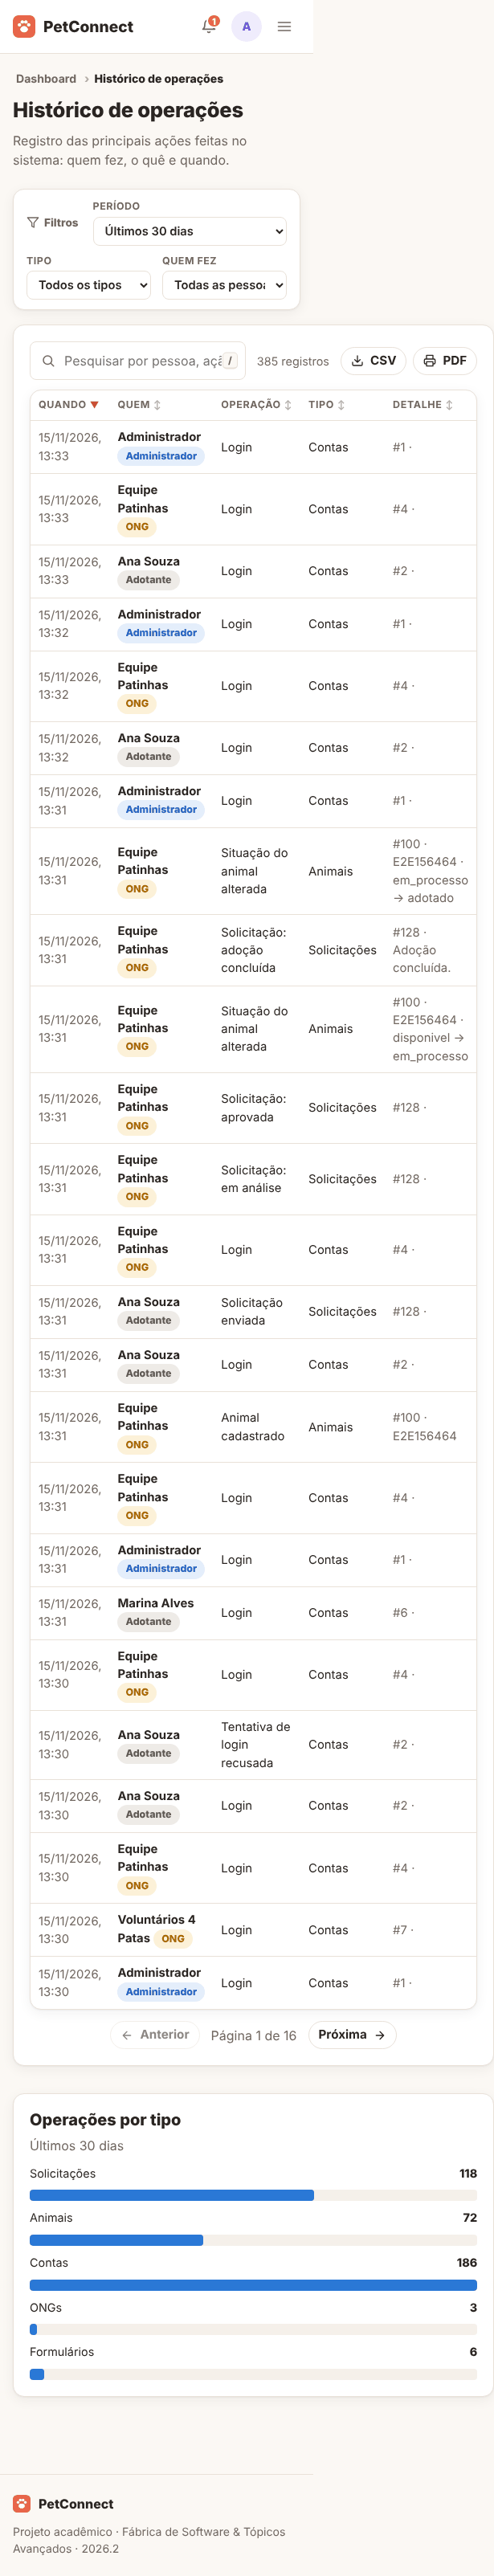 PetConnect
1
A
Dashboard › Histórico de operações
Histórico de operações
Registro das principais ações feitas no
sistema: quem fez, o quê e quando.
Filtros
PERÍODO
Últimos 30 dias
TIPO
Todos os tipos
QUEM FEZ
Todas as pessoa
Pesquisar por pessoa, açã
/
385 registros
CSV
PDF
QUANDO ▼ QUEM ↕ OPERAÇÃO ↕ TIPO ↕ DETALHE ↕
15/11/2026, 13:33 Administrador Administrador Login Contas #1 ·
15/11/2026, 13:33 Equipe Patinhas ONG Login Contas #4 ·
15/11/2026, 13:33 Ana Souza Adotante Login Contas #2 ·
15/11/2026, 13:32 Administrador Administrador Login Contas #1 ·
15/11/2026, 13:32 Equipe Patinhas ONG Login Contas #4 ·
15/11/2026, 13:32 Ana Souza Adotante Login Contas #2 ·
15/11/2026, 13:31 Administrador Administrador Login Contas #1 ·
15/11/2026, 13:31 Equipe Patinhas ONG Situação do animal alterada Animais #100 · E2E156464 · em_processo → adotado
15/11/2026, 13:31 Equipe Patinhas ONG Solicitação: adoção concluída Solicitações #128 · Adoção concluída.
15/11/2026, 13:31 Equipe Patinhas ONG Situação do animal alterada Animais #100 · E2E156464 · disponivel → em_processo
15/11/2026, 13:31 Equipe Patinhas ONG Solicitação: aprovada Solicitações #128 ·
15/11/2026, 13:31 Equipe Patinhas ONG Solicitação: em análise Solicitações #128 ·
15/11/2026, 13:31 Equipe Patinhas ONG Login Contas #4 ·
15/11/2026, 13:31 Ana Souza Adotante Solicitação enviada Solicitações #128 ·
15/11/2026, 13:31 Ana Souza Adotante Login Contas #2 ·
15/11/2026, 13:31 Equipe Patinhas ONG Animal cadastrado Animais #100 · E2E156464
15/11/2026, 13:31 Equipe Patinhas ONG Login Contas #4 ·
15/11/2026, 13:31 Administrador Administrador Login Contas #1 ·
15/11/2026, 13:31 Marina Alves Adotante Login Contas #6 ·
15/11/2026, 13:30 Equipe Patinhas ONG Login Contas #4 ·
15/11/2026, 13:30 Ana Souza Adotante Tentativa de login recusada Contas #2 ·
15/11/2026, 13:30 Ana Souza Adotante Login Contas #2 ·
15/11/2026, 13:30 Equipe Patinhas ONG Login Contas #4 ·
15/11/2026, 13:30 Voluntários 4 Patas ONG Login Contas #7 ·
15/11/2026, 13:30 Administrador Administrador Login Contas #1 ·
← Anterior Página 1 de 16 Próxima →
Operações por tipo
Últimos 30 dias
Solicitações 118
Animais 72
Contas 186
ONGs 3
Formulários 6
PetConnect
Projeto acadêmico · Fábrica de Software & Tópicos
Avançados · 2026.2